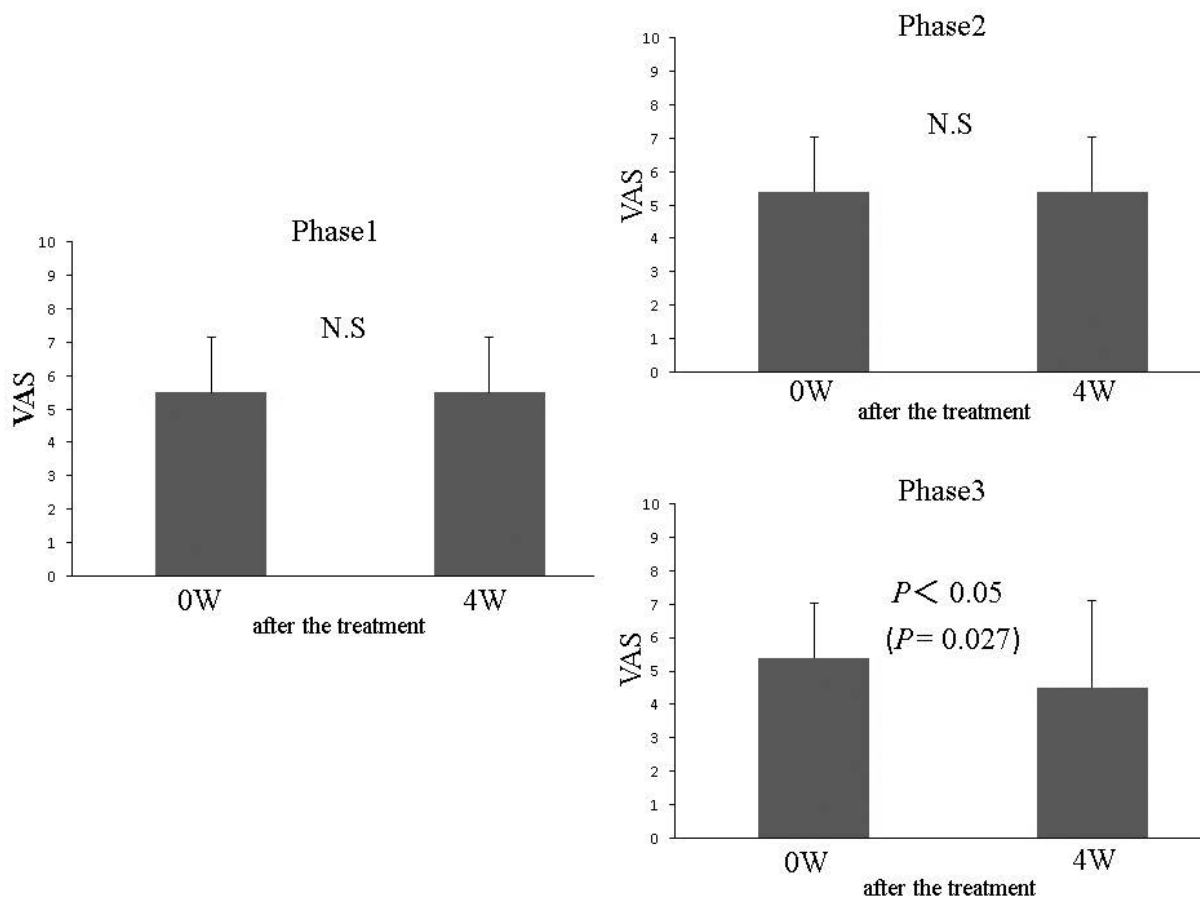 Phase1
10
9
8
7
6
5
4
3
2
1
0
VAS
N.S
0W 4W
after the treatment
Phase2
10
9
8
7
6
5
4
3
2
1
0
VAS
N.S
0W 4W
after the treatment
Phase3
10
9
8
7
6
5
4
3
2
1
0
VAS
P< 0.05
(P= 0.027)
0W 4W
after the treatment